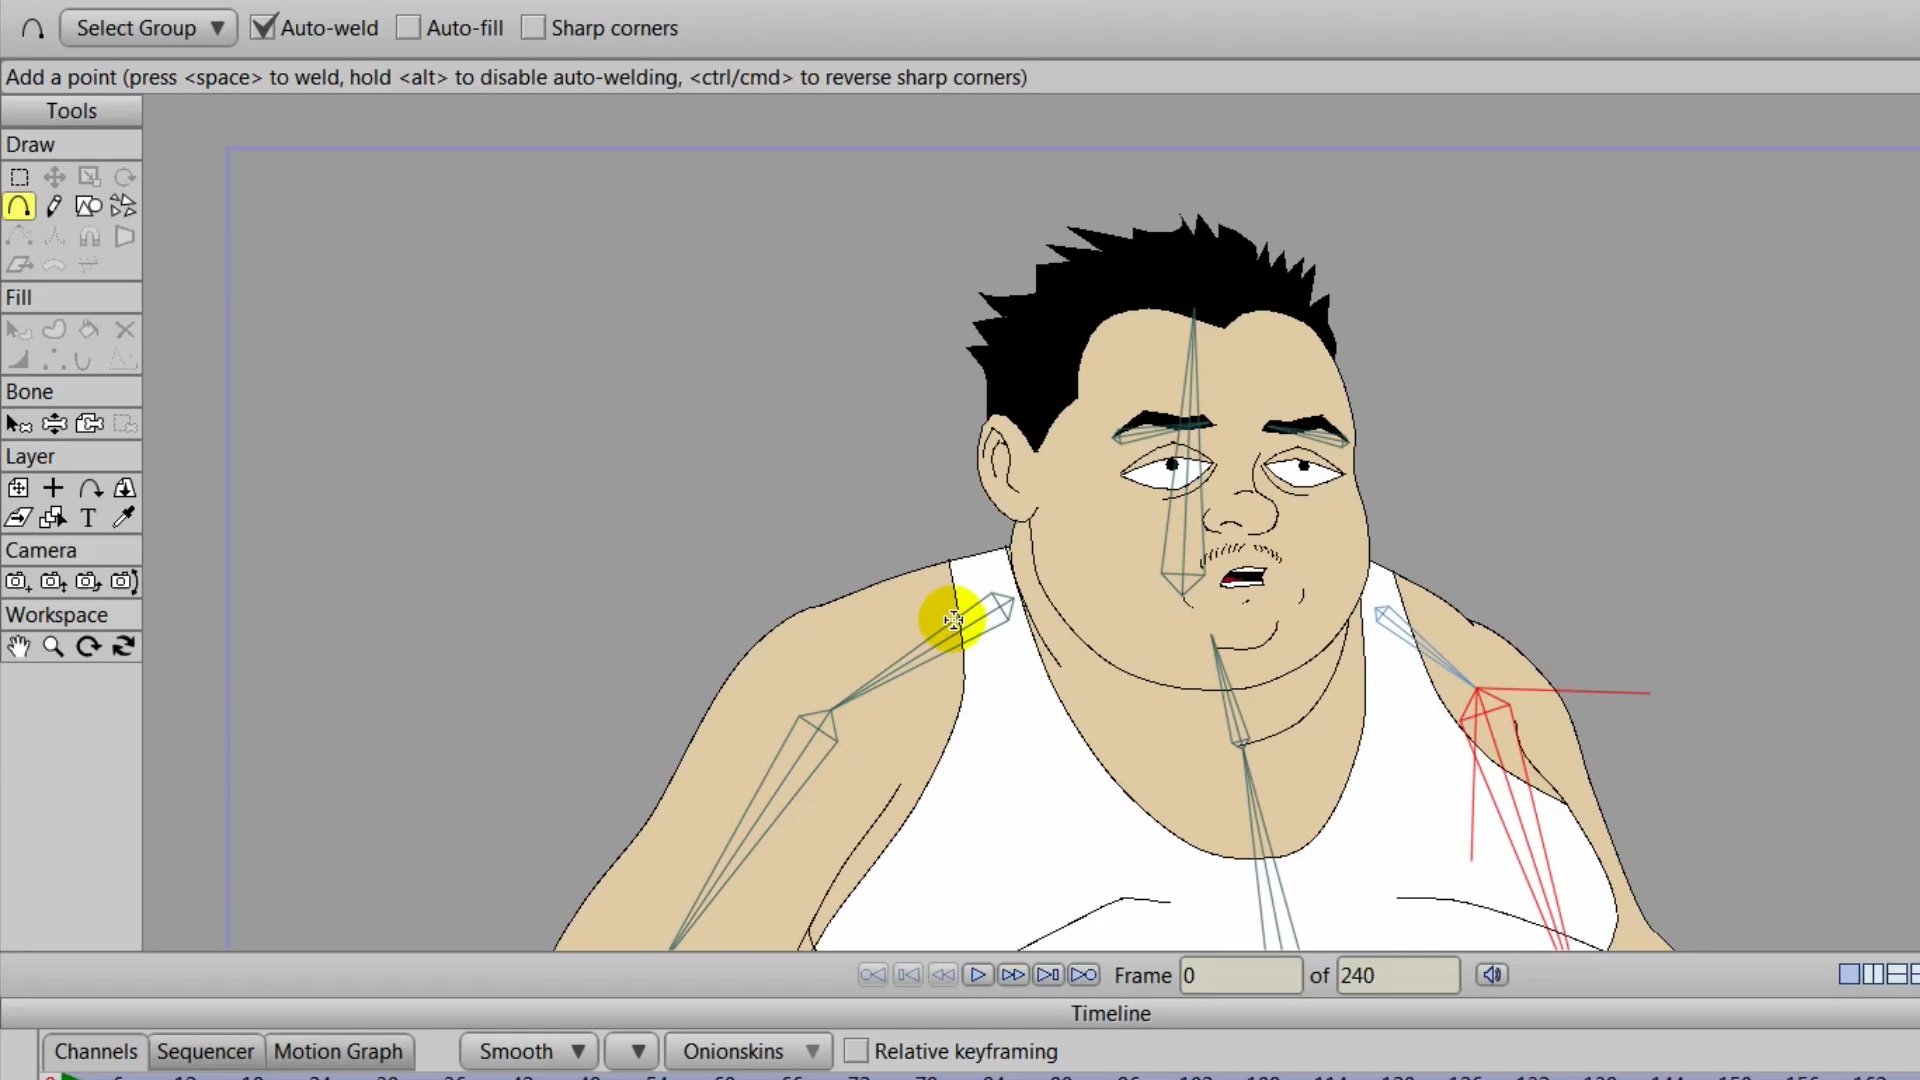 Select Group Auto-weld Auto-fill Sharp corners
Add a point (press <space> to weld, hold <alt> to disable auto-welding, <ctrl/cmd> to reverse sharp corners)
Tools
Draw
Fill
Bone
Layer
T
Camera
Workspace
Frame 0 of 240
Timeline
Channels Sequencer Motion Graph Smooth Onionskins Relative keyframing